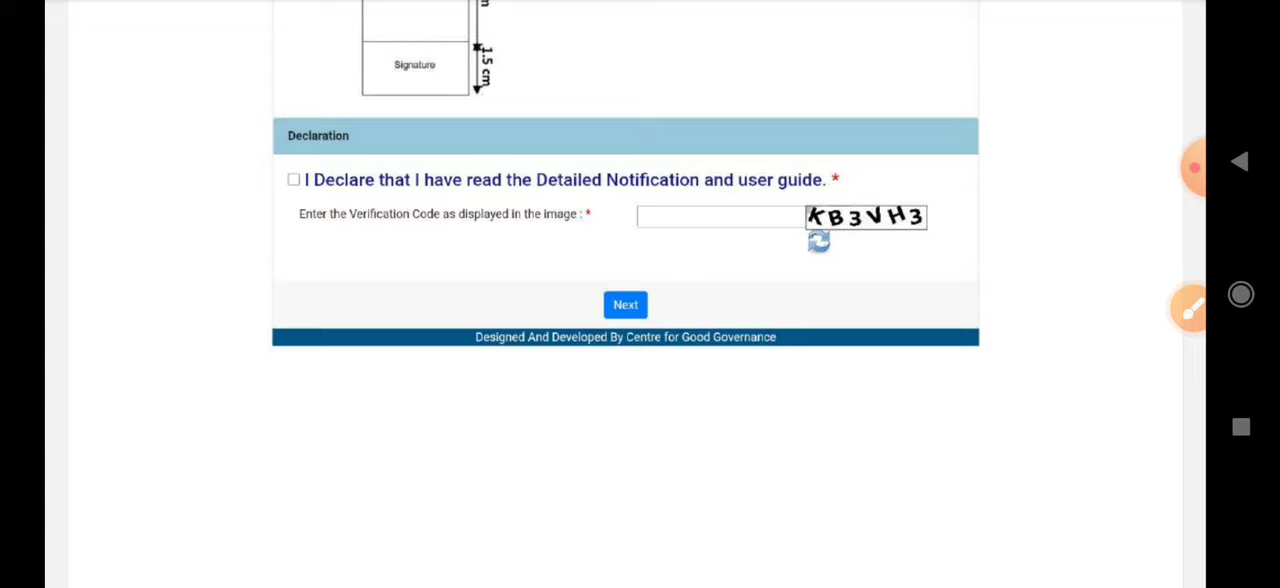 Signature
1.5 cm
Declaration
I Declare that I have read the Detailed Notification and user guide. *
Enter the Verification Code as displayed in the image : *
KB3VH3
Next
Designed And Developed By Centre for Good Governance